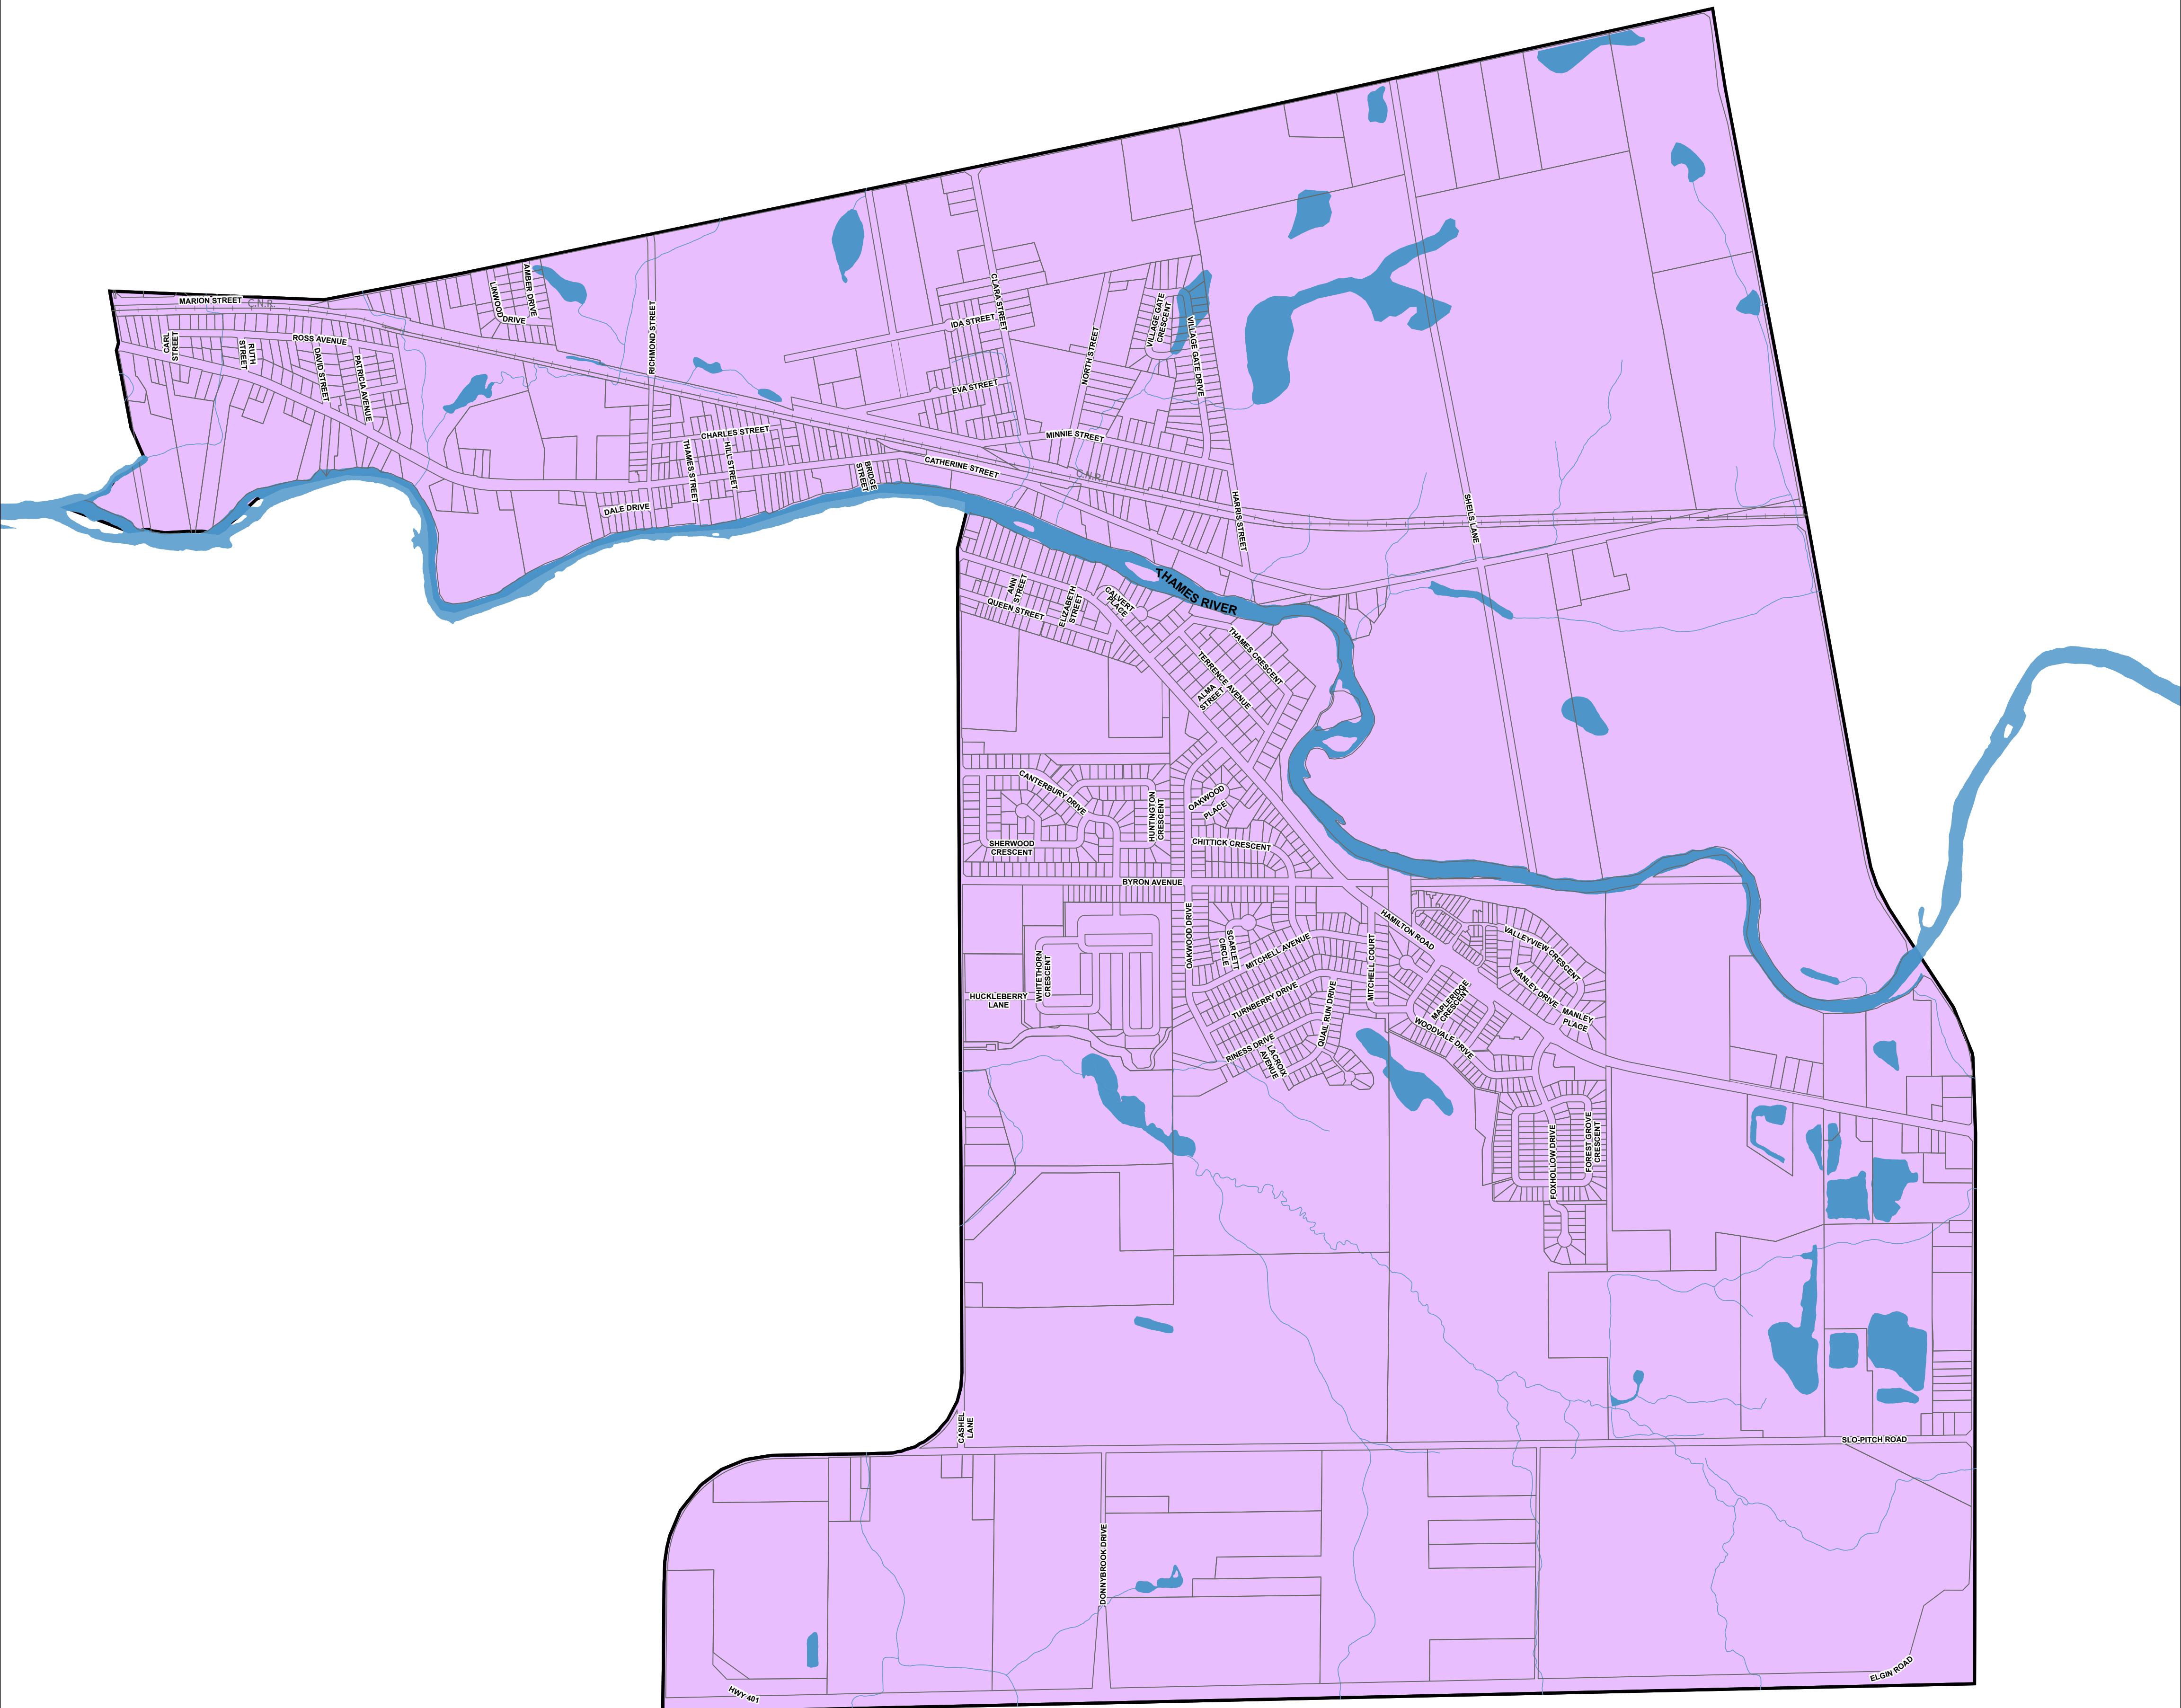 MARION STREET
C.N.R.
CARL
STREET
RUTH
STREET
ROSS AVENUE
DAVID STREET
PATRICIA AVENUE
LINWOOD
DRIVE
AMBER DRIVE
RICHMOND STREET
CHARLES STREET
THAMES STREET
HILL STREET
DALE DRIVE
BRIDGE
STREET
CATHERINE STREET
CLARA STREET
IDA STREET
EVA STREET
NORTH STREET
MINNIE STREET
C.N.R.
VILLAGE GATE
CRESCENT
VILLAGE GATE DRIVE
HARRIS STREET
SHEILS LANE
THAMES RIVER
ANN
STREET
QUEEN STREET
ELIZABETH
STREET
CALVERT
PLACE
THAMES CRESCENT
TERRENCE AVENUE
ALMA
STREET
CANTERBURY DRIVE
HUNTINGTON
CRESCENT
OAKWOOD
PLACE
SHERWOOD
CRESCENT
CHITTICK CRESCENT
BYRON AVENUE
OAKWOOD DRIVE
SCARLETT
CIRCLE
MITCHELL AVENUE
MITCHELL COURT
HAMILTON ROAD
VALLEYVIEW CRESCENT
MANLEY DRIVE
MANLEY
PLACE
MAPLERIDGE
CRESCENT
WOODVALE DRIVE
WHITETHORN
CRESCENT
HUCKLEBERRY
LANE
TURNBERRY DRIVE
QUAIL RUN DRIVE
RINESS DRIVE
LACROIX
AVENUE
FOXHOLLOW DRIVE
FOREST GROVE
CRESCENT
CASHEL
LANE
SLO-PITCH ROAD
DONNYBROOK DRIVE
HWY 401
ELGIN ROAD